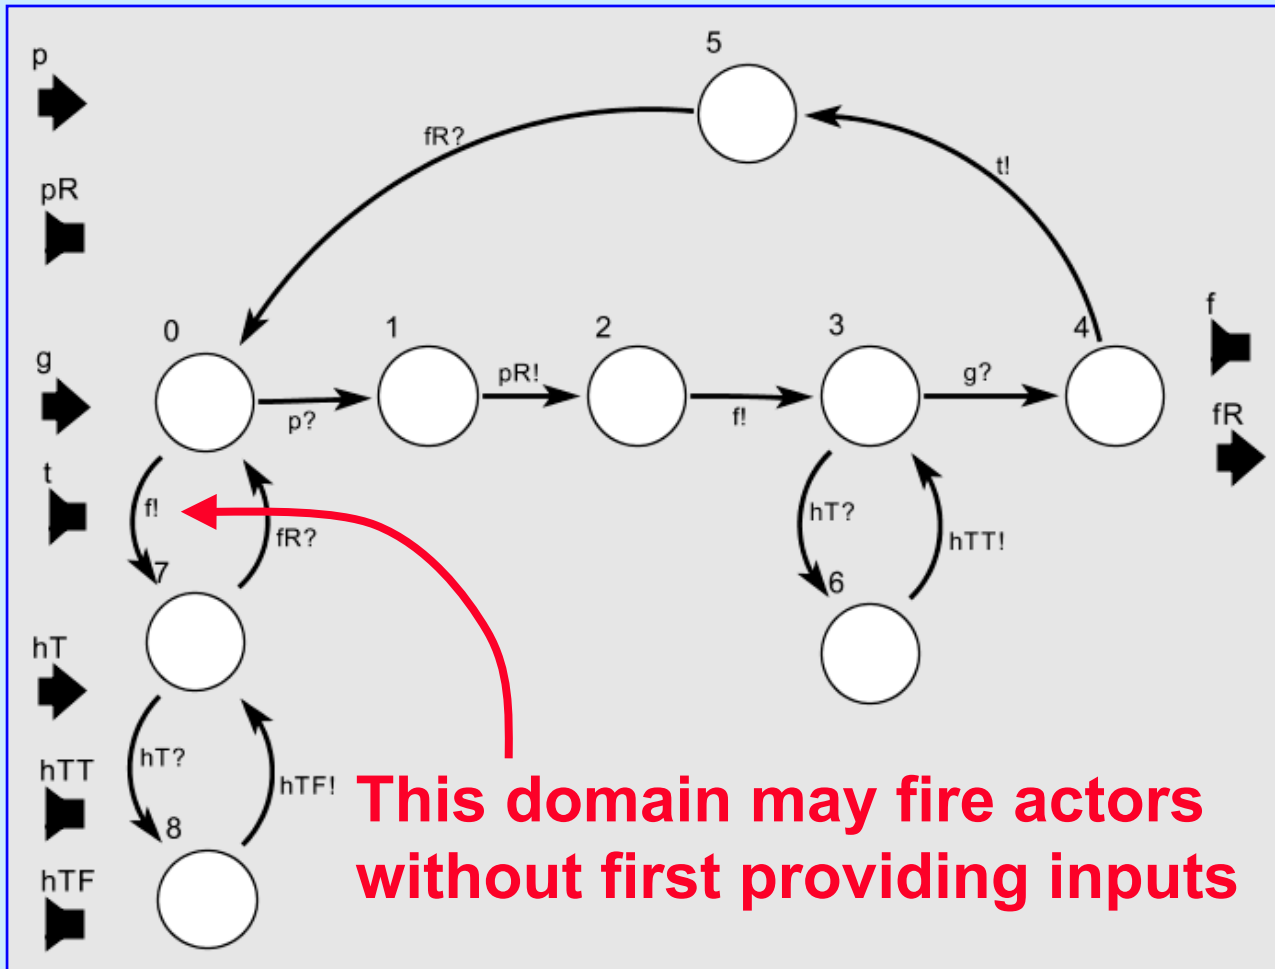 p
5
fR?
t!
pR
0
1
2
3
4
f
g
p?
pR!
f!
g?
fR
t
f!
fR?
hT?
hTT!
7
6
hT
hT?
hTF!
hTT
8
hTF
This domain may fire actors
without first providing inputs